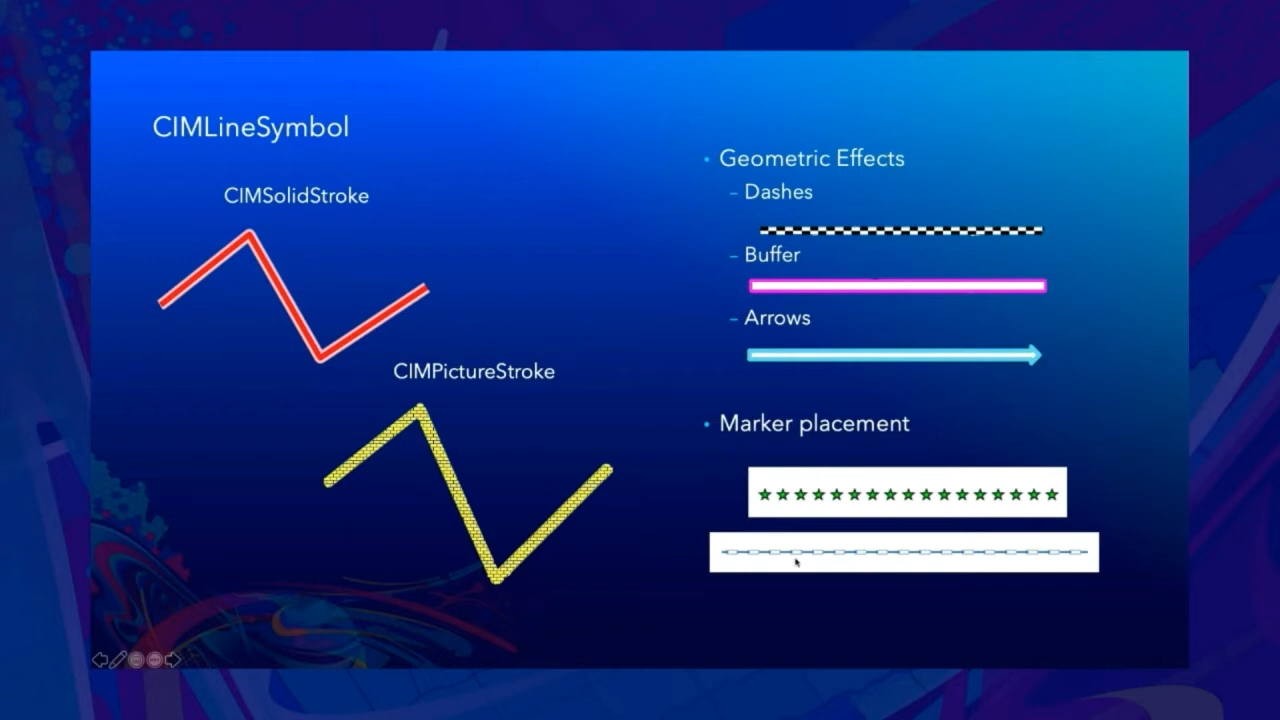 CIMLineSymbol
CIMSolidStroke
CIMPictureStroke
• Geometric Effects
– Dashes
– Buffer
– Arrows
• Marker placement